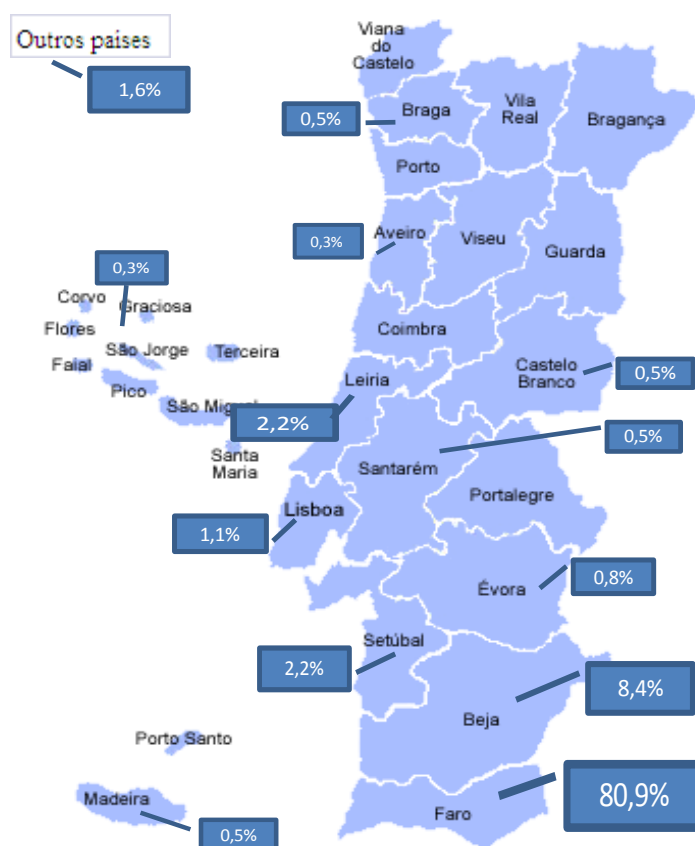 Outros paises
1,6%
Viana
do
Castelo
Braga
0,5%
Vila
Real
Bragança
Porto
Aveiro
0,3%
Viseu
Guarda
0,3%
Corvo
Graciosa
Flores
São Jorge
Terceira
Faial
Pico
São Miguel
Santa
Maria
Coimbra
Castelo
Branco
0,5%
Leiria
2,2%
0,5%
Santarém
Portalegre
Lisboa
1,1%
Évora
0,8%
Setúbal
2,2%
8,4%
Beja
Porto Santo
Madeira
0,5%
Faro
80,9%